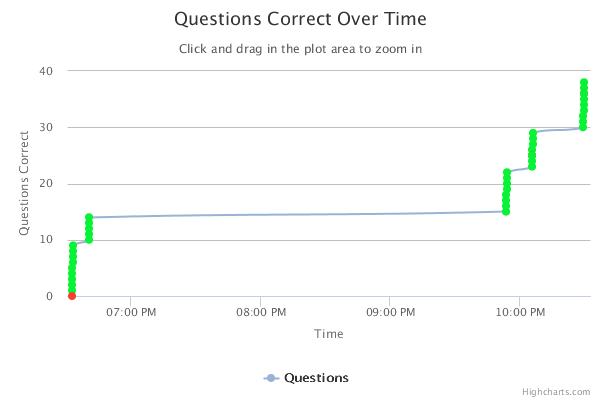 Questions Correct Over Time
Click and drag in the plot area to zoom in
Questions Correct
40
30
20
10
0
07:00 PM 08:00 PM 09:00 PM 10:00 PM
Time
Questions
Highcharts.com